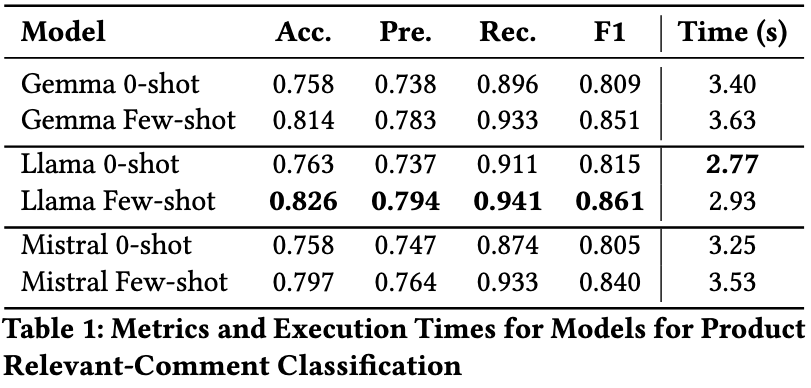 Model Acc. Pre. Rec. F1 Time (s)
Gemma 0-shot 0.758 0.738 0.896 0.809 3.40
Gemma Few-shot 0.814 0.783 0.933 0.851 3.63
Llama 0-shot 0.763 0.737 0.911 0.815 2.77
Llama Few-shot 0.826 0.794 0.941 0.861 2.93
Mistral 0-shot 0.758 0.747 0.874 0.805 3.25
Mistral Few-shot 0.797 0.764 0.933 0.840 3.53
Table 1: Metrics and Execution Times for Models for Product
Relevant-Comment Classification